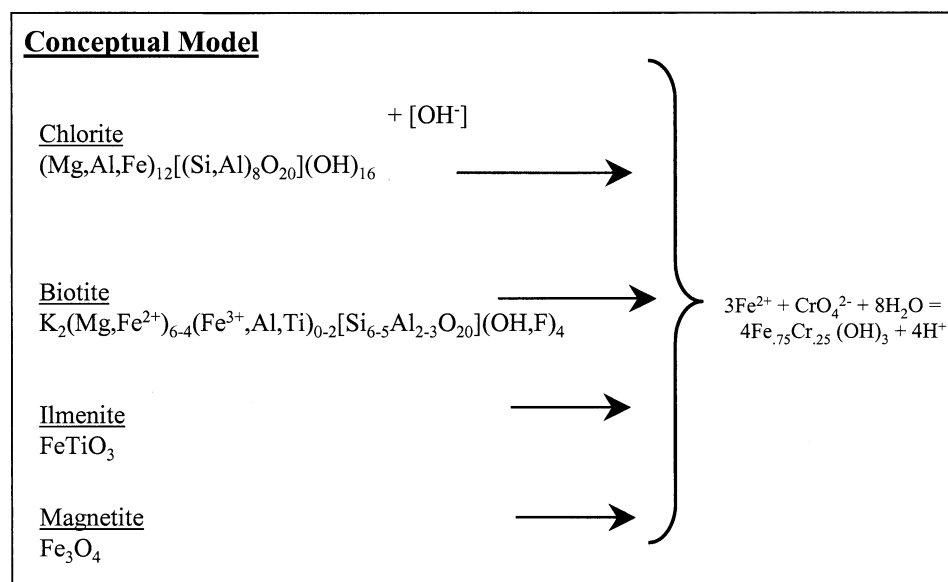 Conceptual Model
+ [OH⁻]
Chlorite
(Mg,Al,Fe)₁₂[(Si,Al)₈O₂₀](OH)₁₆
Biotite
K₂(Mg,Fe²⁺)₆₋₄(Fe³⁺,Al,Ti)₀₋₂[Si₆₋₅Al₂₋₃O₂₀](OH,F)₄
3Fe²⁺ + CrO₄²⁻ + 8H₂O =
4Fe.₇₅Cr.₂₅ (OH)₃ + 4H⁺
Ilmenite
FeTiO₃
Magnetite
Fe₃O₄